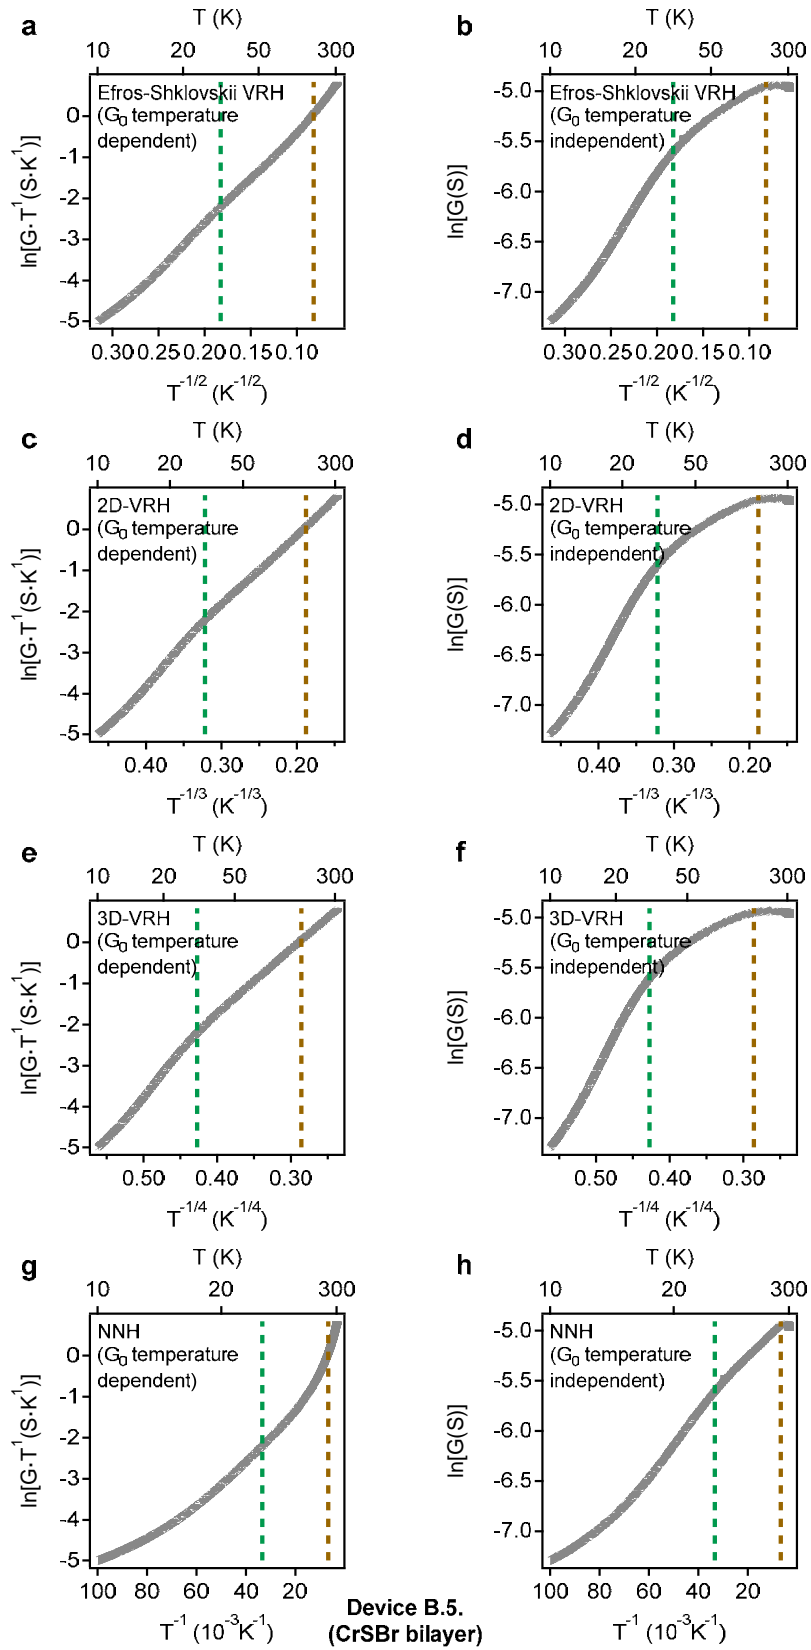 a
T (K)
10 20 50 300
Efros-Shklovskii VRH
(G0 temperature
dependent)
ln[G·T¹(S·K¹)]
0
-1
-2
-3
-4
-5
0.30 0.25 0.20 0.15 0.10
T-1/2 (K-1/2)
b
T (K)
10 20 50 300
Efros-Shklovskii VRH
(G0 temperature
independent)
ln[G(S)]
-5.0
-5.5
-6.0
-6.5
-7.0
0.30 0.25 0.20 0.15 0.10
T-1/2 (K-1/2)
c
T (K)
10 20 50 300
2D-VRH
(G0 temperature
dependent)
ln[G·T¹(S·K¹)]
0
-1
-2
-3
-4
-5
0.40 0.30 0.20
T-1/3 (K-1/3)
d
T (K)
10 20 50 300
2D-VRH
(G0 temperature
independent)
ln[G(S)]
-5.0
-5.5
-6.0
-6.5
-7.0
0.40 0.30 0.20
T-1/3 (K-1/3)
e
T (K)
10 20 50 300
3D-VRH
(G0 temperature
dependent)
ln[G·T¹(S·K¹)]
0
-1
-2
-3
-4
-5
0.50 0.40 0.30
T-1/4 (K-1/4)
f
T (K)
10 20 50 300
3D-VRH
(G0 temperature
independent)
ln[G(S)]
-5.0
-5.5
-6.0
-6.5
-7.0
0.50 0.40 0.30
T-1/4 (K-1/4)
g
T (K)
10 20 300
NNH
(G0 temperature
dependent)
ln[G·T¹(S·K¹)]
0
-1
-2
-3
-4
-5
100 80 60 40 20
T-1 (10-3K-1)
h
T (K)
10 20 300
NNH
(G0 temperature
independent)
ln[G(S)]
-5.0
-5.5
-6.0
-6.5
-7.0
100 80 60 40 20
T-1 (10-3K-1)
Device B.5.
(CrSBr bilayer)